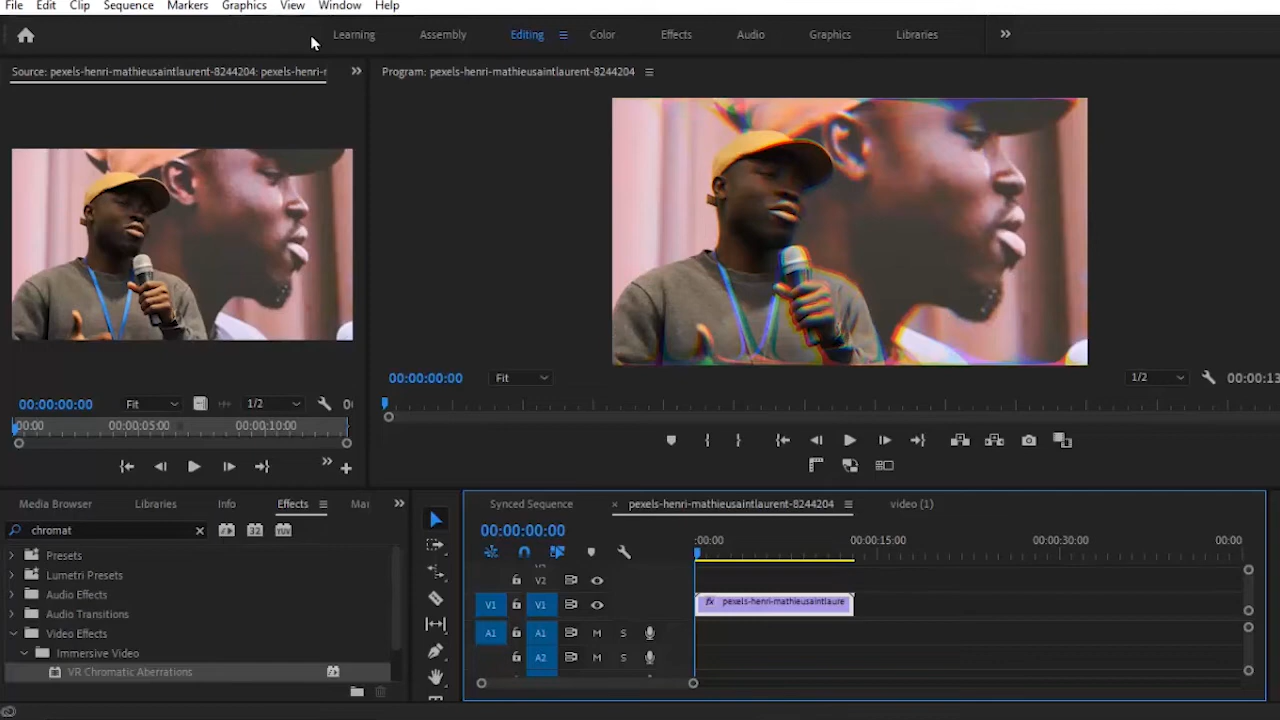 File Edit Clip Sequence Markers Graphics View Window Help
Learning Assembly Editing Color Effects Audio Graphics Libraries
Source: pexels-henri-mathieusaintlaurent-8244204: pexels-henri-r
Program: pexels-henri-mathieusaintlaurent-8244204
00:00:00:00 Fit 1/2 00:00:13
00:00:00:00 Fit 1/2 0(
00:00 00;00;05;00 00;00;10;00
Media Browser Libraries Info Effects Mar
chromat 32 YUV
Presets
Lumetri Presets
Audio Effects
Audio Transitions
Video Effects
Immersive Video
VR Chromatic Aberrations
Synced Sequence × pexels-henri-mathieusaintlaurent-8244204 video (1)
00:00:00:00
:00:00 00:00:15:00 00:00:30:00 00:00
V2
V1 V1 fx pexels-henri-mathieusaintlaure
A1 A1 M S
A2 M S